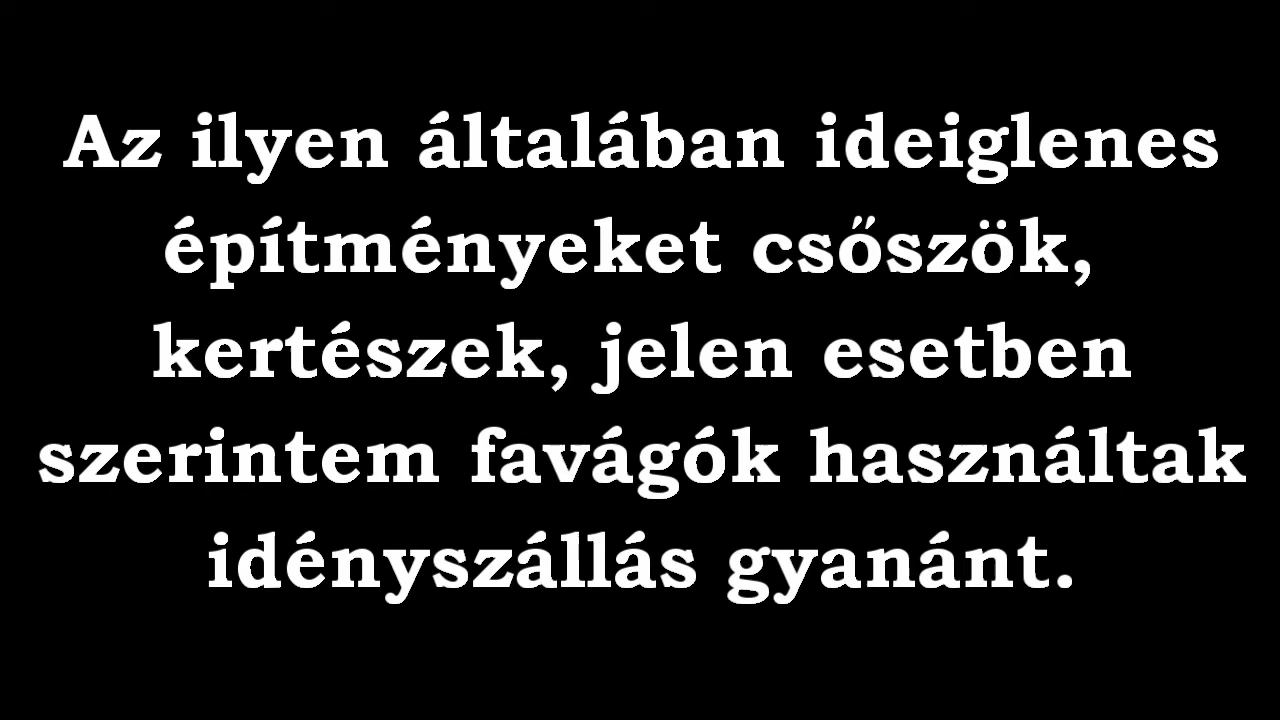 Az ilyen általában ideiglenes
építményeket csőszök,
kertészek, jelen esetben
szerintem favágók használtak
idényszállás gyanánt.